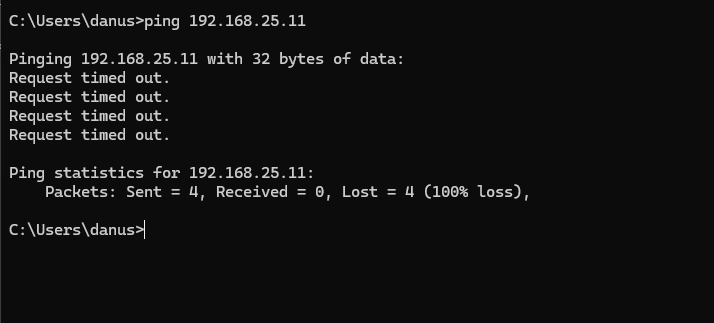 C:\Users\danus>ping 192.168.25.11
Pinging 192.168.25.11 with 32 bytes of data:
Request timed out.
Request timed out.
Request timed out.
Request timed out.
Ping statistics for 192.168.25.11:
    Packets: Sent = 4, Received = 0, Lost = 4 (100% loss),
C:\Users\danus>